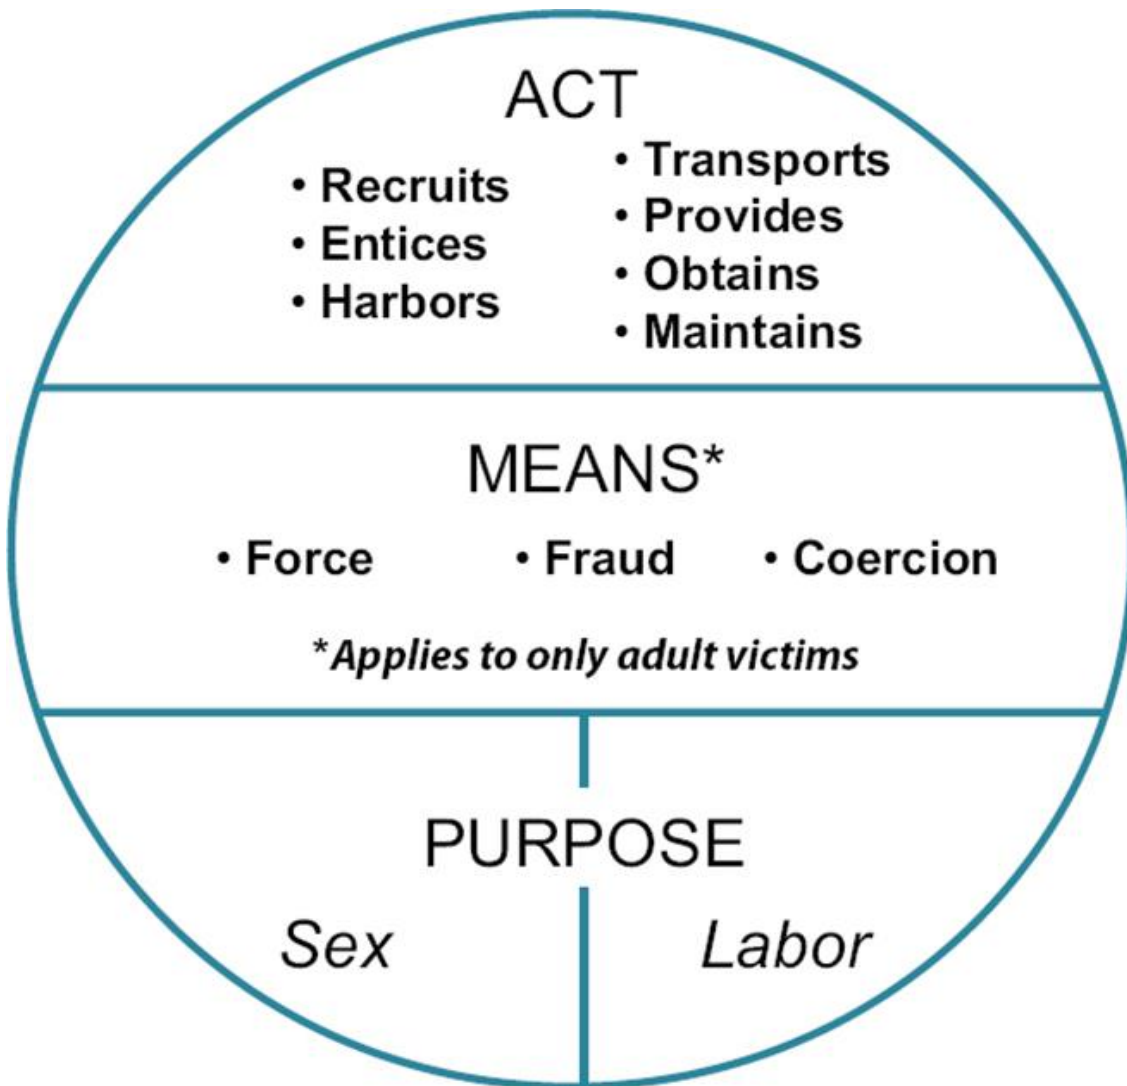 ACT
• Recruits
• Entices
• Harbors
• Transports
• Provides
• Obtains
• Maintains
MEANS*
• Force • Fraud • Coercion
*Applies to only adult victims
PURPOSE
Sex Labor